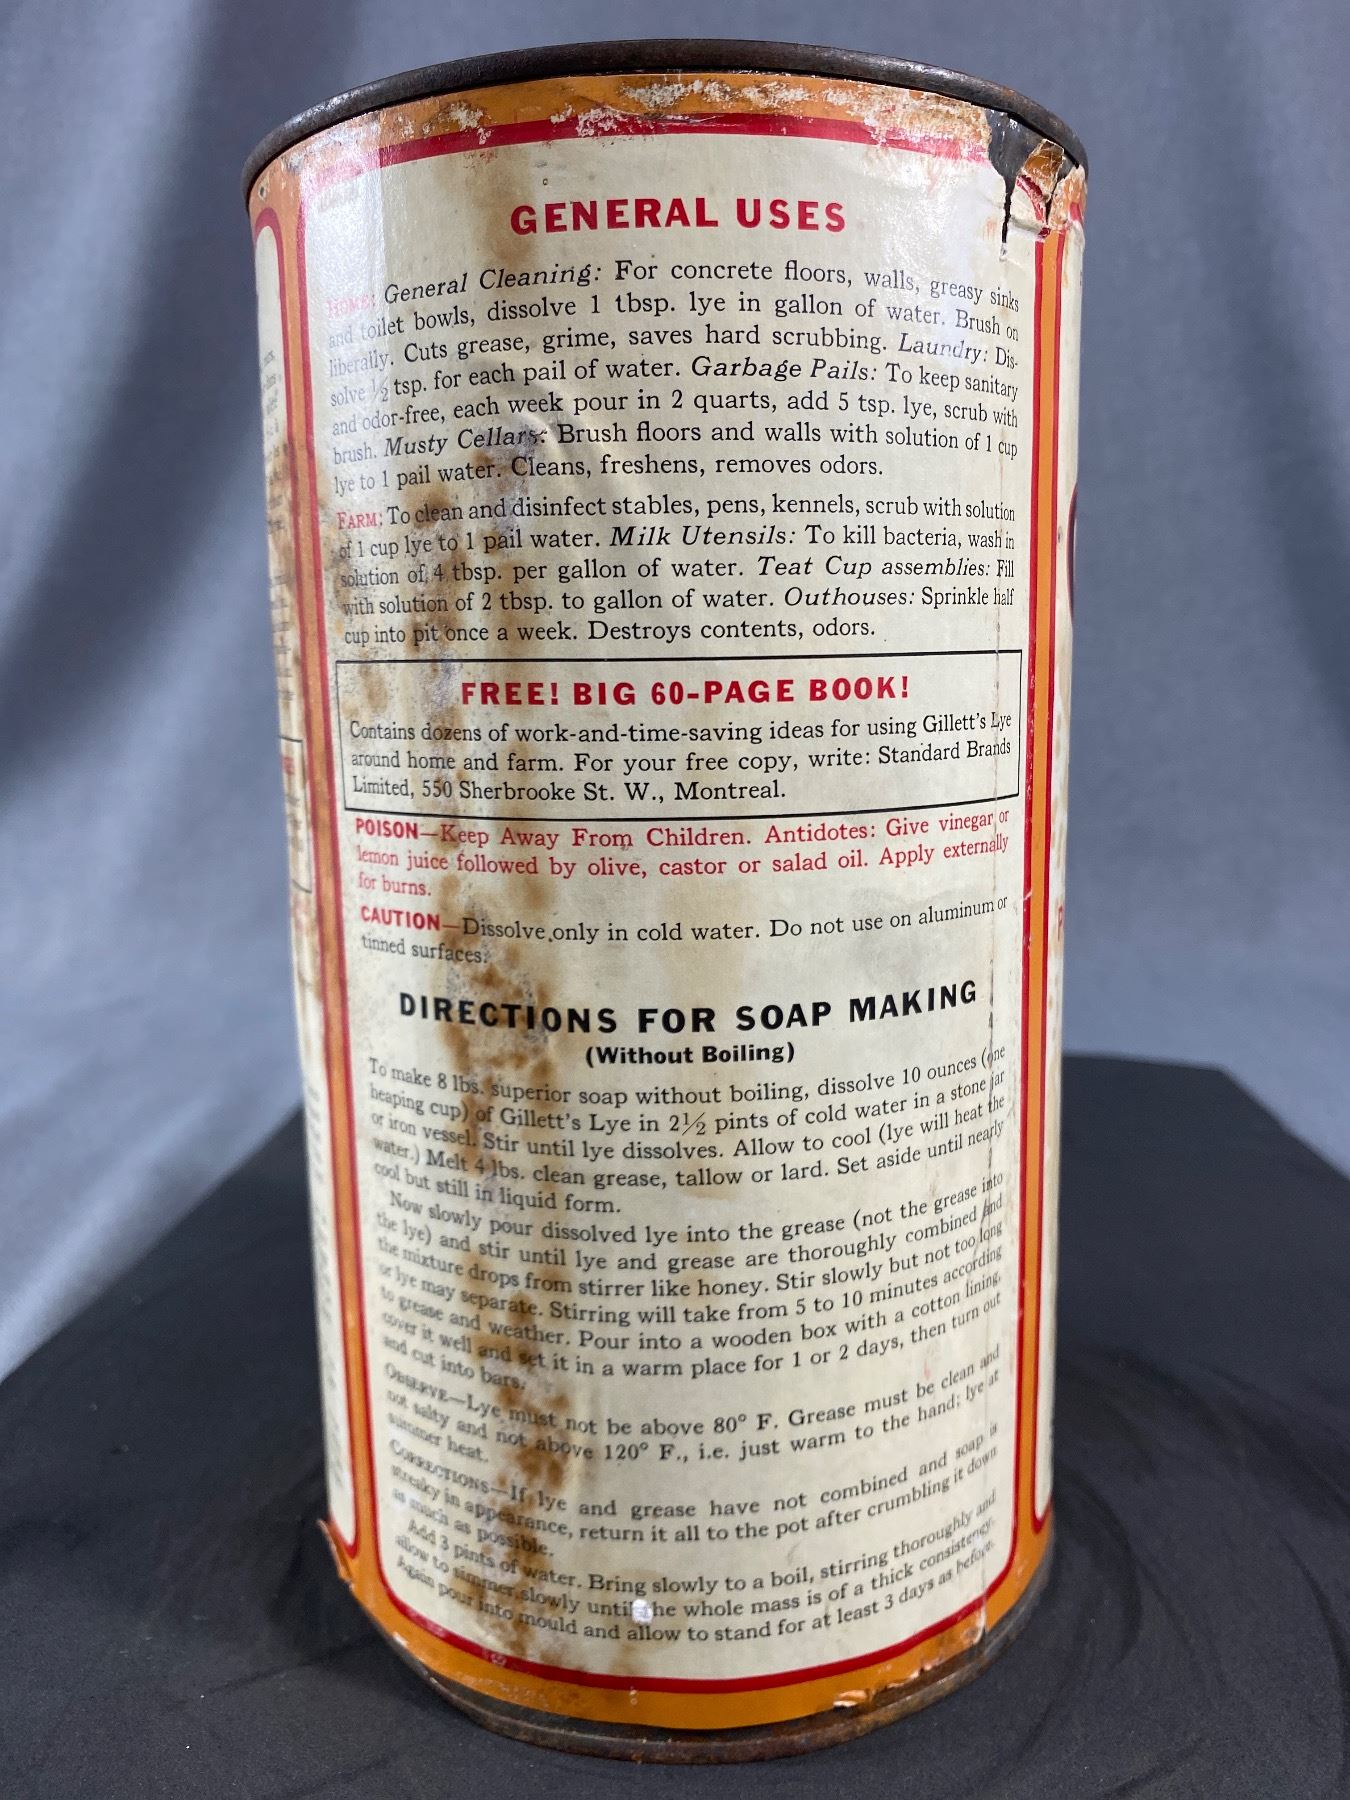 GENERAL USES
HOME: General Cleaning: For concrete floors, walls, greasy sinks
and toilet bowls, dissolve 1 tbsp. lye in gallon of water. Brush on
liberally. Cuts grease, grime, saves hard scrubbing. Laundry: Dis-
solve ½ tsp. for each pail of water. Garbage Pails: To keep sanitary
and odor-free, each week pour in 2 quarts, add 5 tsp. lye, scrub with
brush. Musty Cellars: Brush floors and walls with solution of 1 cup
lye to 1 pail water. Cleans, freshens, removes odors.
FARM: To clean and disinfect stables, pens, kennels, scrub with solution
of 1 cup lye to 1 pail water. Milk Utensils: To kill bacteria, wash in
solution of 4 tbsp. per gallon of water. Teat Cup assemblies: Fill
with solution of 2 tbsp. to gallon of water. Outhouses: Sprinkle half
cup into pit once a week. Destroys contents, odors.
FREE! BIG 60-PAGE BOOK!
Contains dozens of work-and-time-saving ideas for using Gillett's Lye
around home and farm. For your free copy, write: Standard Brands
Limited, 550 Sherbrooke St. W., Montreal.
POISON—Keep Away From Children. Antidotes: Give vinegar or
lemon juice followed by olive, castor or salad oil. Apply externally
for burns.
CAUTION—Dissolve only in cold water. Do not use on aluminum or
tinned surfaces.
DIRECTIONS FOR SOAP MAKING
(Without Boiling)
To make 8 lbs. superior soap without boiling, dissolve 10 ounces (one
heaping cup) of Gillett's Lye in 2½ pints of cold water in a stone jar
or iron vessel. Stir until lye dissolves. Allow to cool (lye will heat the
water.) Melt 4 lbs. clean grease, tallow or lard. Set aside until nearly
cool but still in liquid form.
Now slowly pour dissolved lye into the grease (not the grease into
the lye) and stir until lye and grease are thoroughly combined and
the mixture drops from stirrer like honey. Stir slowly but not too long
or lye may separate. Stirring will take from 5 to 10 minutes according
to grease and weather. Pour into a wooden box with a cotton lining,
cover it well and set it in a warm place for 1 or 2 days, then turn out
and cut into bars.
OBSERVE—Lye must not be above 80° F. Grease must be clean and
not salty and not above 120° F., i.e. just warm to the hand; lye at
summer heat.
CORRECTIONS—If lye and grease have not combined and soap is
streaky in appearance, return it all to the pot after crumbling it down
as much as possible.
Add 3 pints of water. Bring slowly to a boil, stirring thoroughly and
allow to simmer slowly until the whole mass is of a thick consistency.
Again pour into mould and allow to stand for at least 3 days as before.